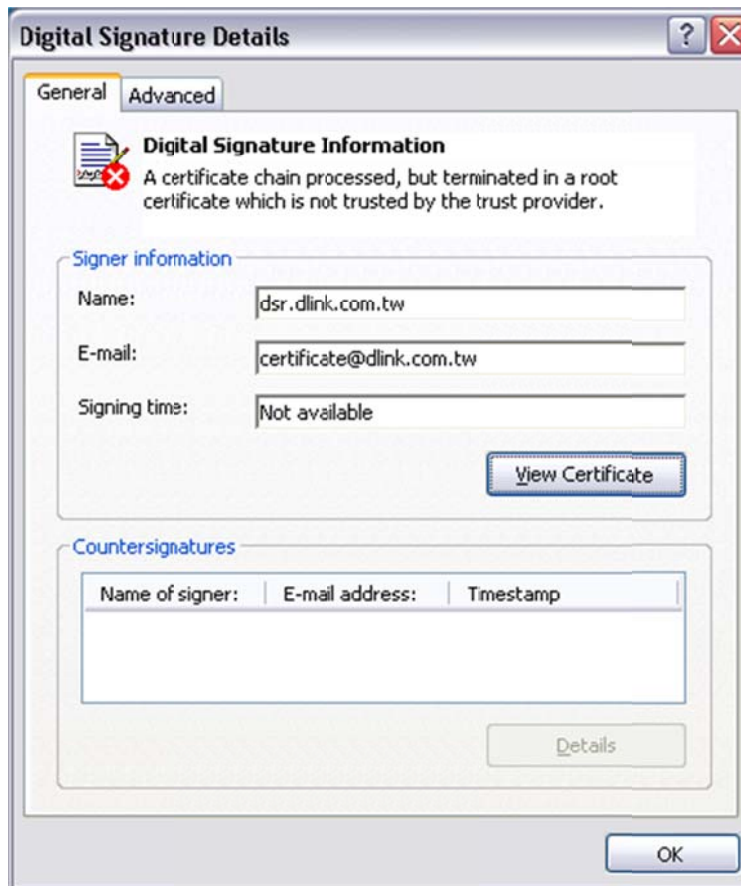 Digital Signature Details
General
Advanced
Digital Signature Information
A certificate chain processed, but terminated in a root
certificate which is not trusted by the trust provider.
Signer information
Name:
dsr.dlink.com.tw
E-mail:
certificate@dlink.com.tw
Signing time:
Not available
View Certificate
Countersignatures
Name of signer:
E-mail address:
Timestamp
Details
OK